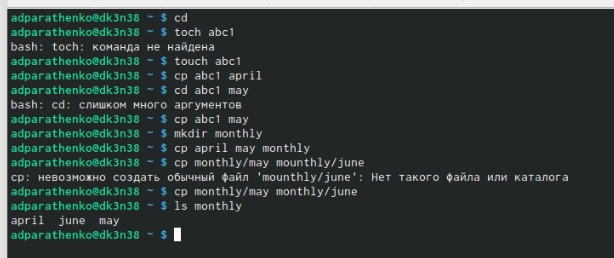 adparathenko@dk3n38 ~ $ cd
adparathenko@dk3n38 ~ $ toch abc1
bash: toch: команда не найдена
adparathenko@dk3n38 ~ $ touch abc1
adparathenko@dk3n38 ~ $ cp abc1 april
adparathenko@dk3n38 ~ $ cd abc1 may
bash: cd: слишком много аргументов
adparathenko@dk3n38 ~ $ cp abc1 may
adparathenko@dk3n38 ~ $ mkdir monthly
adparathenko@dk3n38 ~ $ cp april may monthly
adparathenko@dk3n38 ~ $ cp monthly/may mounthly/june
cp: невозможно создать обычный файл 'mounthly/june': Нет такого файла или каталога
adparathenko@dk3n38 ~ $ cp monthly/may monthly/june
adparathenko@dk3n38 ~ $ ls monthly
april  june  may
adparathenko@dk3n38 ~ $